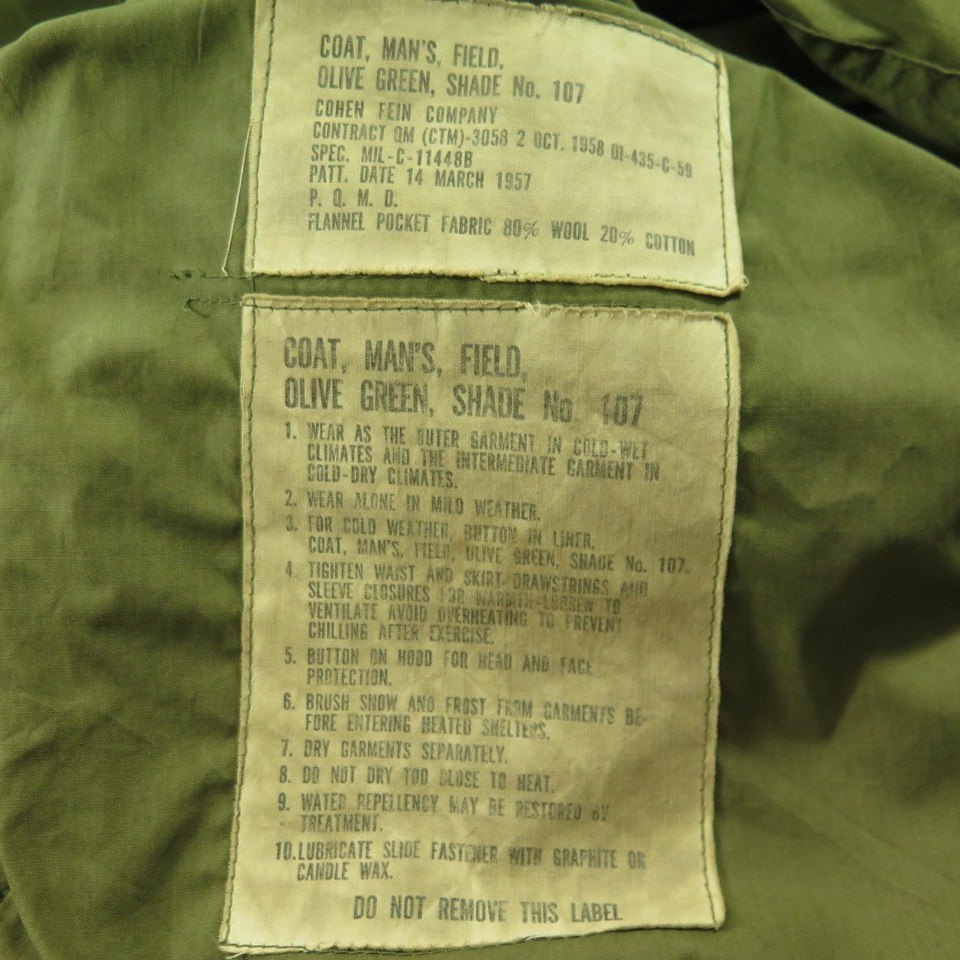 COAT, MAN'S, FIELD,
OLIVE GREEN, SHADE No. 107
COHEN FEIN COMPANY
CONTRACT QM (CTM)-3058 2 OCT. 1958 OI-435-C-59
SPEC. MIL-C-11448B
PATT. DATE 14 MARCH 1957
P. Q. M. D.
FLANNEL POCKET FABRIC 80% WOOL 20% COTTON
COAT, MAN'S, FIELD,
OLIVE GREEN, SHADE No. 107
1. WEAR AS THE OUTER GARMENT IN COLD-WET
CLIMATES AND THE INTERMEDIATE GARMENT IN
COLD-DRY CLIMATES.
2. WEAR ALONE IN MILD WEATHER.
3. FOR COLD WEATHER, BUTTON IN LINER,
COAT, MAN'S, FIELD, OLIVE GREEN, SHADE No. 107.
4. TIGHTEN WAIST AND SKIRT DRAWSTRINGS AND
SLEEVE CLOSURES FOR WARMTH-LOOSEN TO
VENTILATE AVOID OVERHEATING TO PREVENT
CHILLING AFTER EXERCISE.
5. BUTTON ON HOOD FOR HEAD AND FACE
PROTECTION.
6. BRUSH SNOW AND FROST FROM GARMENTS BE-
FORE ENTERING HEATED SHELTERS.
7. DRY GARMENTS SEPARATELY.
8. DO NOT DRY TOO CLOSE TO HEAT.
9. WATER REPELLENCY MAY BE RESTORED BY
TREATMENT.
10. LUBRICATE SLIDE FASTENER WITH GRAPHITE OR
CANDLE WAX.
DO NOT REMOVE THIS LABEL